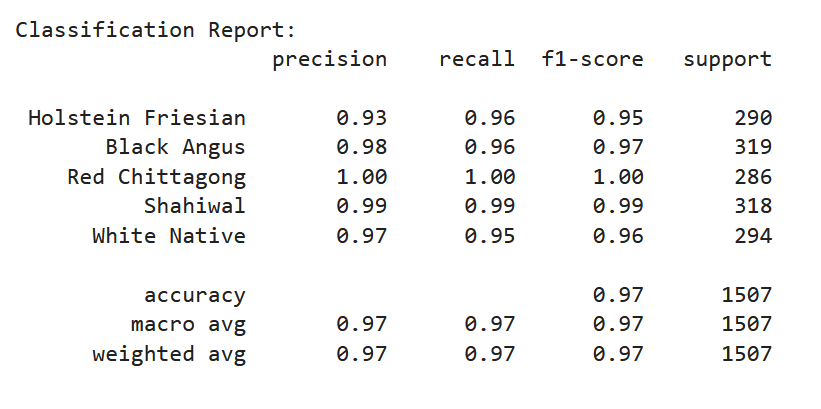 Classification Report:
precision recall f1-score support
Holstein Friesian 0.93 0.96 0.95 290
Black Angus 0.98 0.96 0.97 319
Red Chittagong 1.00 1.00 1.00 286
Shahiwal 0.99 0.99 0.99 318
White Native 0.97 0.95 0.96 294
accuracy 0.97 1507
macro avg 0.97 0.97 0.97 1507
weighted avg 0.97 0.97 0.97 1507